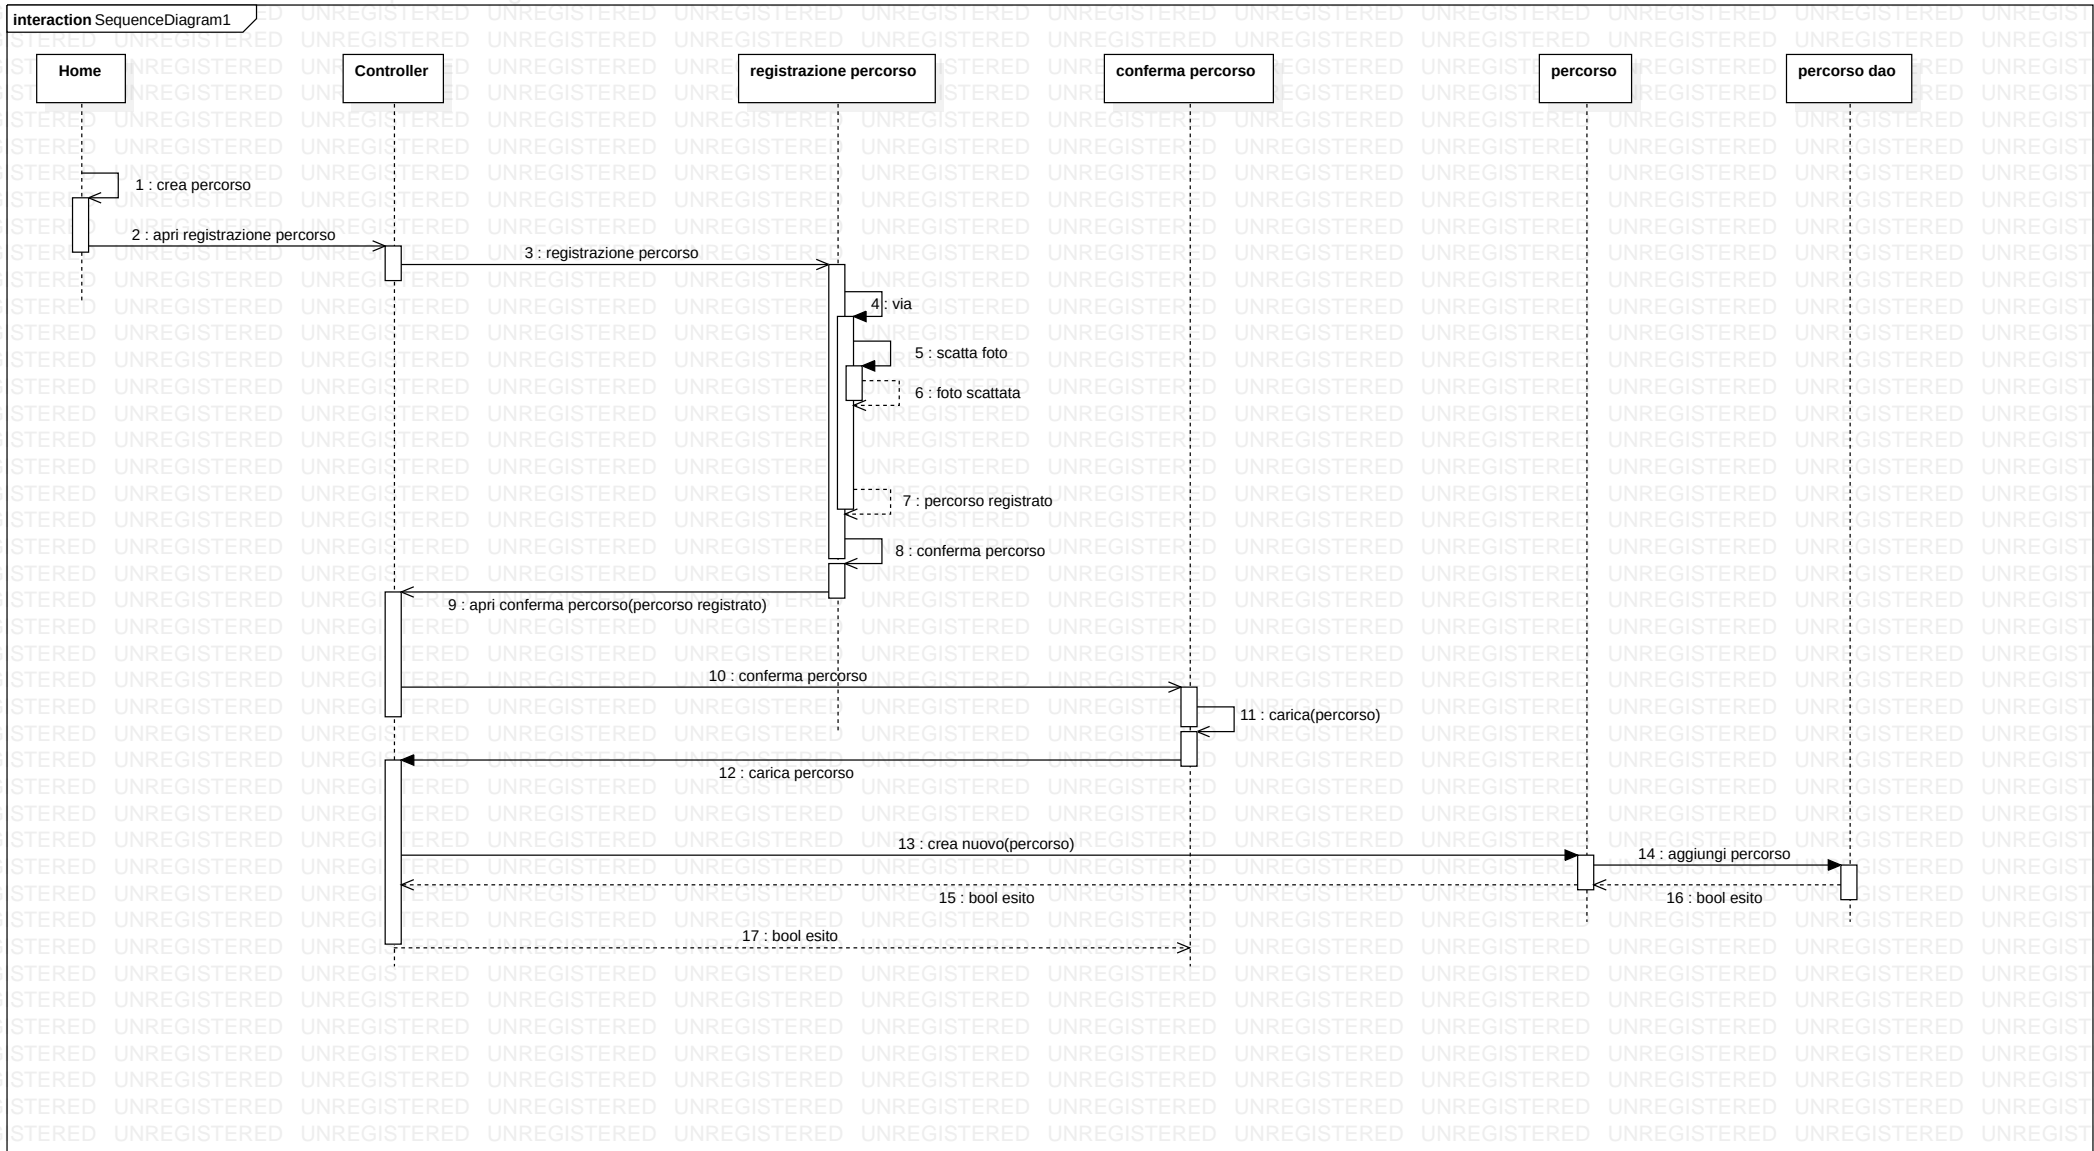 interaction SequenceDiagram1
Home
Controller
registrazione percorso
conferma percorso
percorso
percorso dao
1 : crea percorso
2 : apri registrazione percorso
3 : registrazione percorso
4 : via
5 : scatta foto
6 : foto scattata
7 : percorso registrato
8 : conferma percorso
9 : apri conferma percorso(percorso registrato)
10 : conferma percorso
11 : carica(percorso)
12 : carica percorso
13 : crea nuovo(percorso)
14 : aggiungi percorso
15 : bool esito
16 : bool esito
17 : bool esito
UNREGISTERED